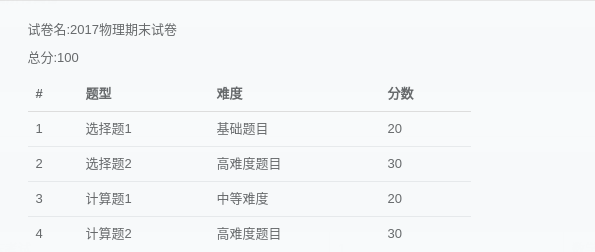 试卷名:2017物理期末试卷
总分:100
# 题型 难度 分数
1 选择题1 基础题目 20
2 选择题2 高难度题目 30
3 计算题1 中等难度 20
4 计算题2 高难度题目 30